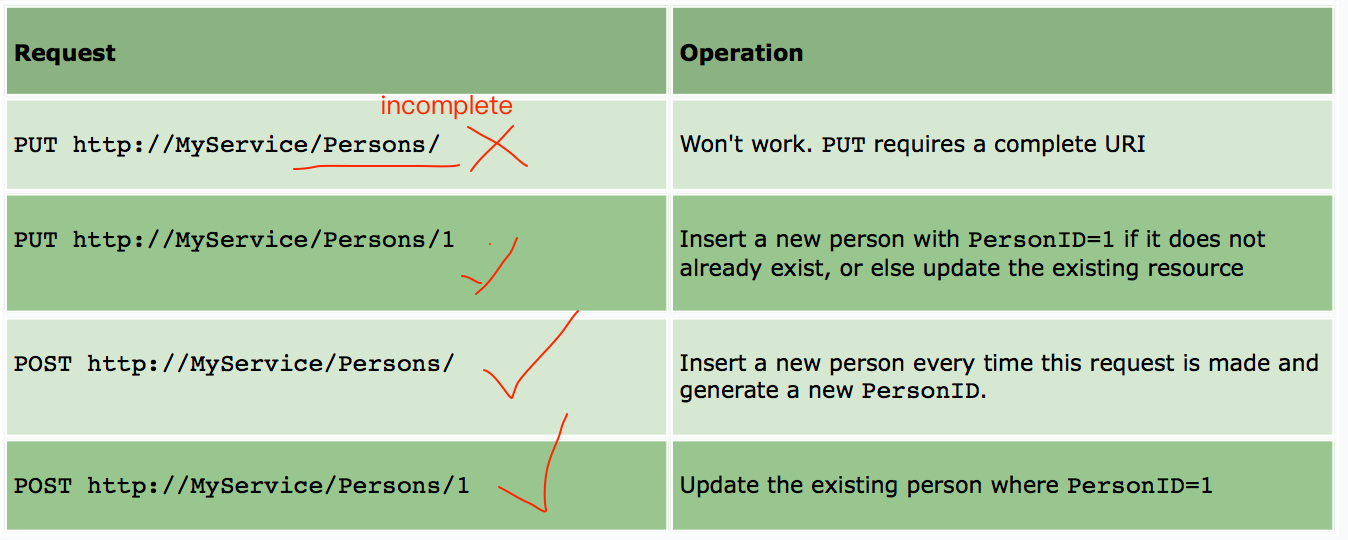 Request
Operation
incomplete
PUT http://MyService/Persons/
Won't work. PUT requires a complete URI
PUT http://MyService/Persons/1
Insert a new person with PersonID=1 if it does not
already exist, or else update the existing resource
POST http://MyService/Persons/
Insert a new person every time this request is made and
generate a new PersonID.
POST http://MyService/Persons/1
Update the existing person where PersonID=1